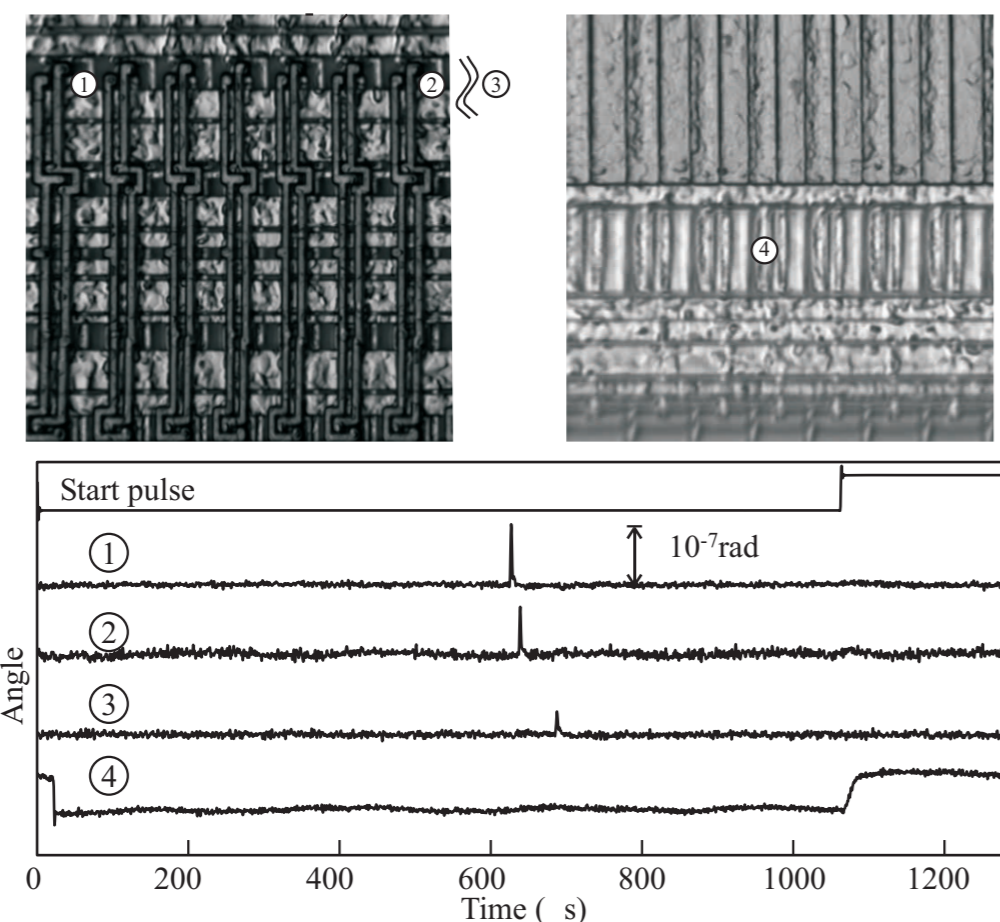 ① ② ③
④
Start pulse
①
10⁻⁷rad
②
③
④
Angle
0 200 400 600 800 1000 1200
Time ( s)